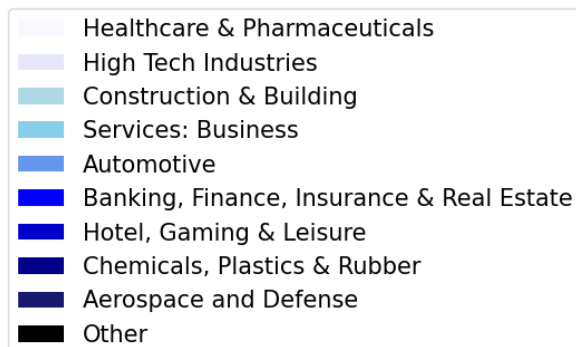 Healthcare & Pharmaceuticals
High Tech Industries
Construction & Building
Services: Business
Automotive
Banking, Finance, Insurance & Real Estate
Hotel, Gaming & Leisure
Chemicals, Plastics & Rubber
Aerospace and Defense
Other